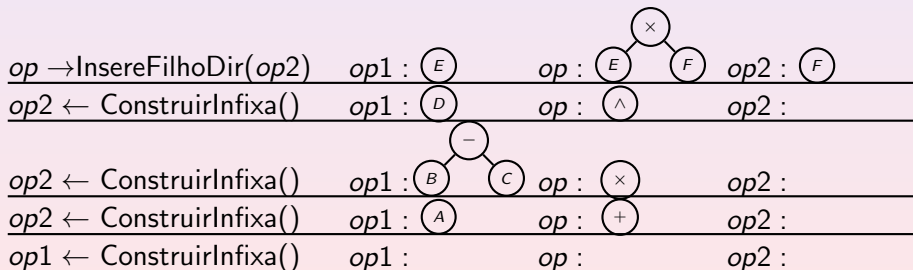 ×
op →InsereFilhoDir(op2) op1 : E op : E F op2 : F
op2 ← ConstruirInfixa() op1 : D op : ∧ op2 :
−
op2 ← ConstruirInfixa() op1 : B C op : × op2 :
op2 ← ConstruirInfixa() op1 : A op : + op2 :
op1 ← ConstruirInfixa() op1 : op : op2 :